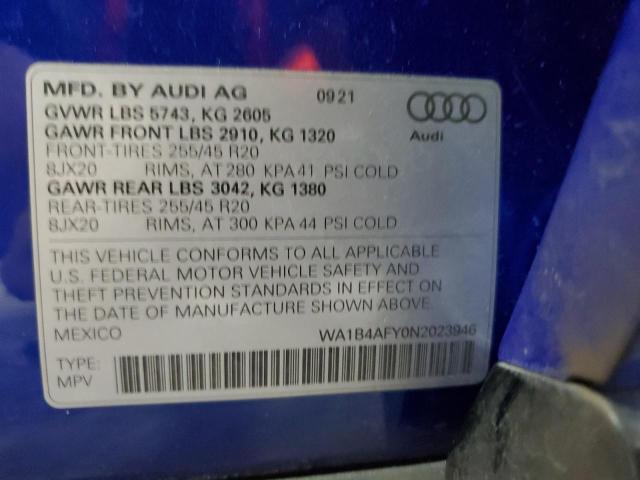 MFD. BY AUDI AG 0921
GVWR LBS 5743, KG 2605
GAWR FRONT LBS 2910, KG 1320
Audi
FRONT-TIRES 255/45 R20
8JX20 RIMS, AT 280 KPA 41 PSI COLD
GAWR REAR LBS 3042, KG 1380
REAR-TIRES 255/45 R20
8JX20 RIMS, AT 300 KPA 44 PSI COLD
THIS VEHICLE CONFORMS TO ALL APPLICABLE
U.S. FEDERAL MOTOR VEHICLE SAFETY AND
THEFT PREVENTION STANDARDS IN EFFECT ON
THE DATE OF MANUFACTURE SHOWN ABOVE.
MEXICO WA1B4AFY0N2023946
TYPE:
MPV